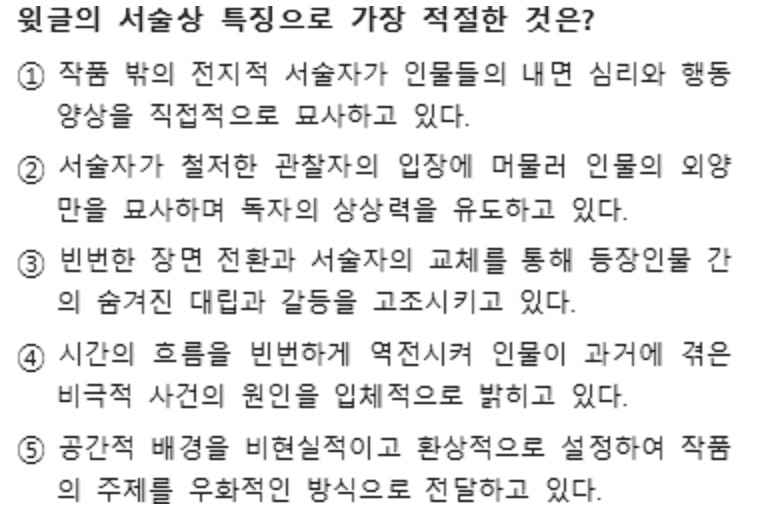 윗글의 서술상 특징으로 가장 적절한 것은?
① 작품 밖의 전지적 서술자가 인물들의 내면 심리와 행동
양상을 직접적으로 묘사하고 있다.
② 서술자가 철저한 관찰자의 입장에 머물러 인물의 외양
만을 묘사하며 독자의 상상력을 유도하고 있다.
③ 빈번한 장면 전환과 서술자의 교체를 통해 등장인물 간
의 숨겨진 대립과 갈등을 고조시키고 있다.
④ 시간의 흐름을 빈번하게 역전시켜 인물이 과거에 겪은
비극적 사건의 원인을 입체적으로 밝히고 있다.
⑤ 공간적 배경을 비현실적이고 환상적으로 설정하여 작품
의 주제를 우화적인 방식으로 전달하고 있다.